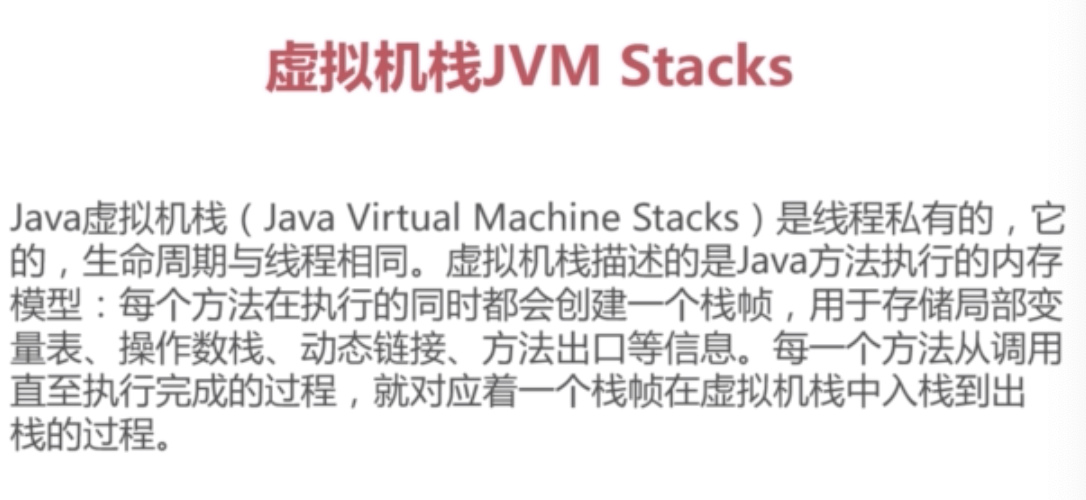 虚拟机栈JVM Stacks
Java虚拟机栈（Java Virtual Machine Stacks）是线程私有的，它
的，生命周期与线程相同。虚拟机栈描述的是Java方法执行的内存
模型：每个方法在执行的同时都会创建一个栈帧，用于存储局部变
量表、操作数栈、动态链接、方法出口等信息。每一个方法从调用
直至执行完成的过程，就对应着一个栈帧在虚拟机栈中入栈到出
栈的过程。